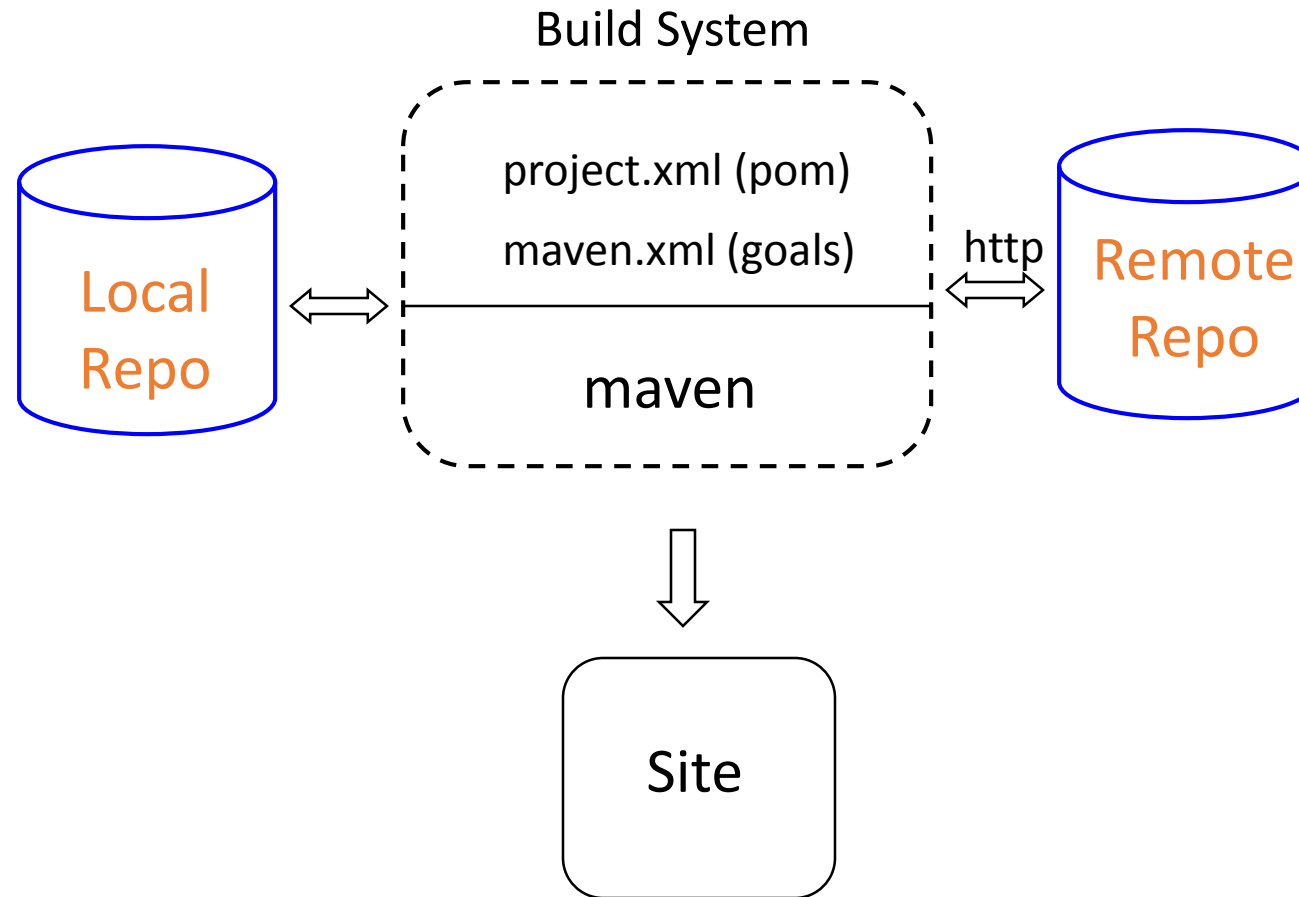 Build System
project.xml (pom)
maven.xml (goals)
http
Local
Repo
Remote
Repo
maven
Site